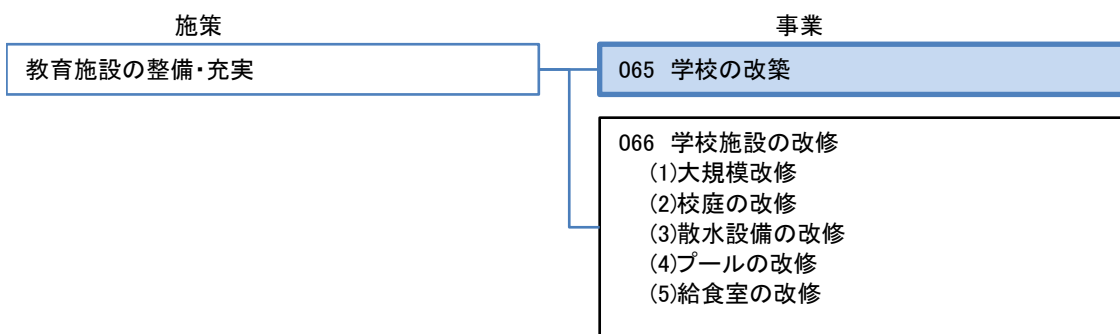 施策
事業
教育施設の整備・充実
065 学校の改築
066 学校施設の改修
(1)大規模改修
(2)校庭の改修
(3)散水設備の改修
(4)プールの改修
(5)給食室の改修